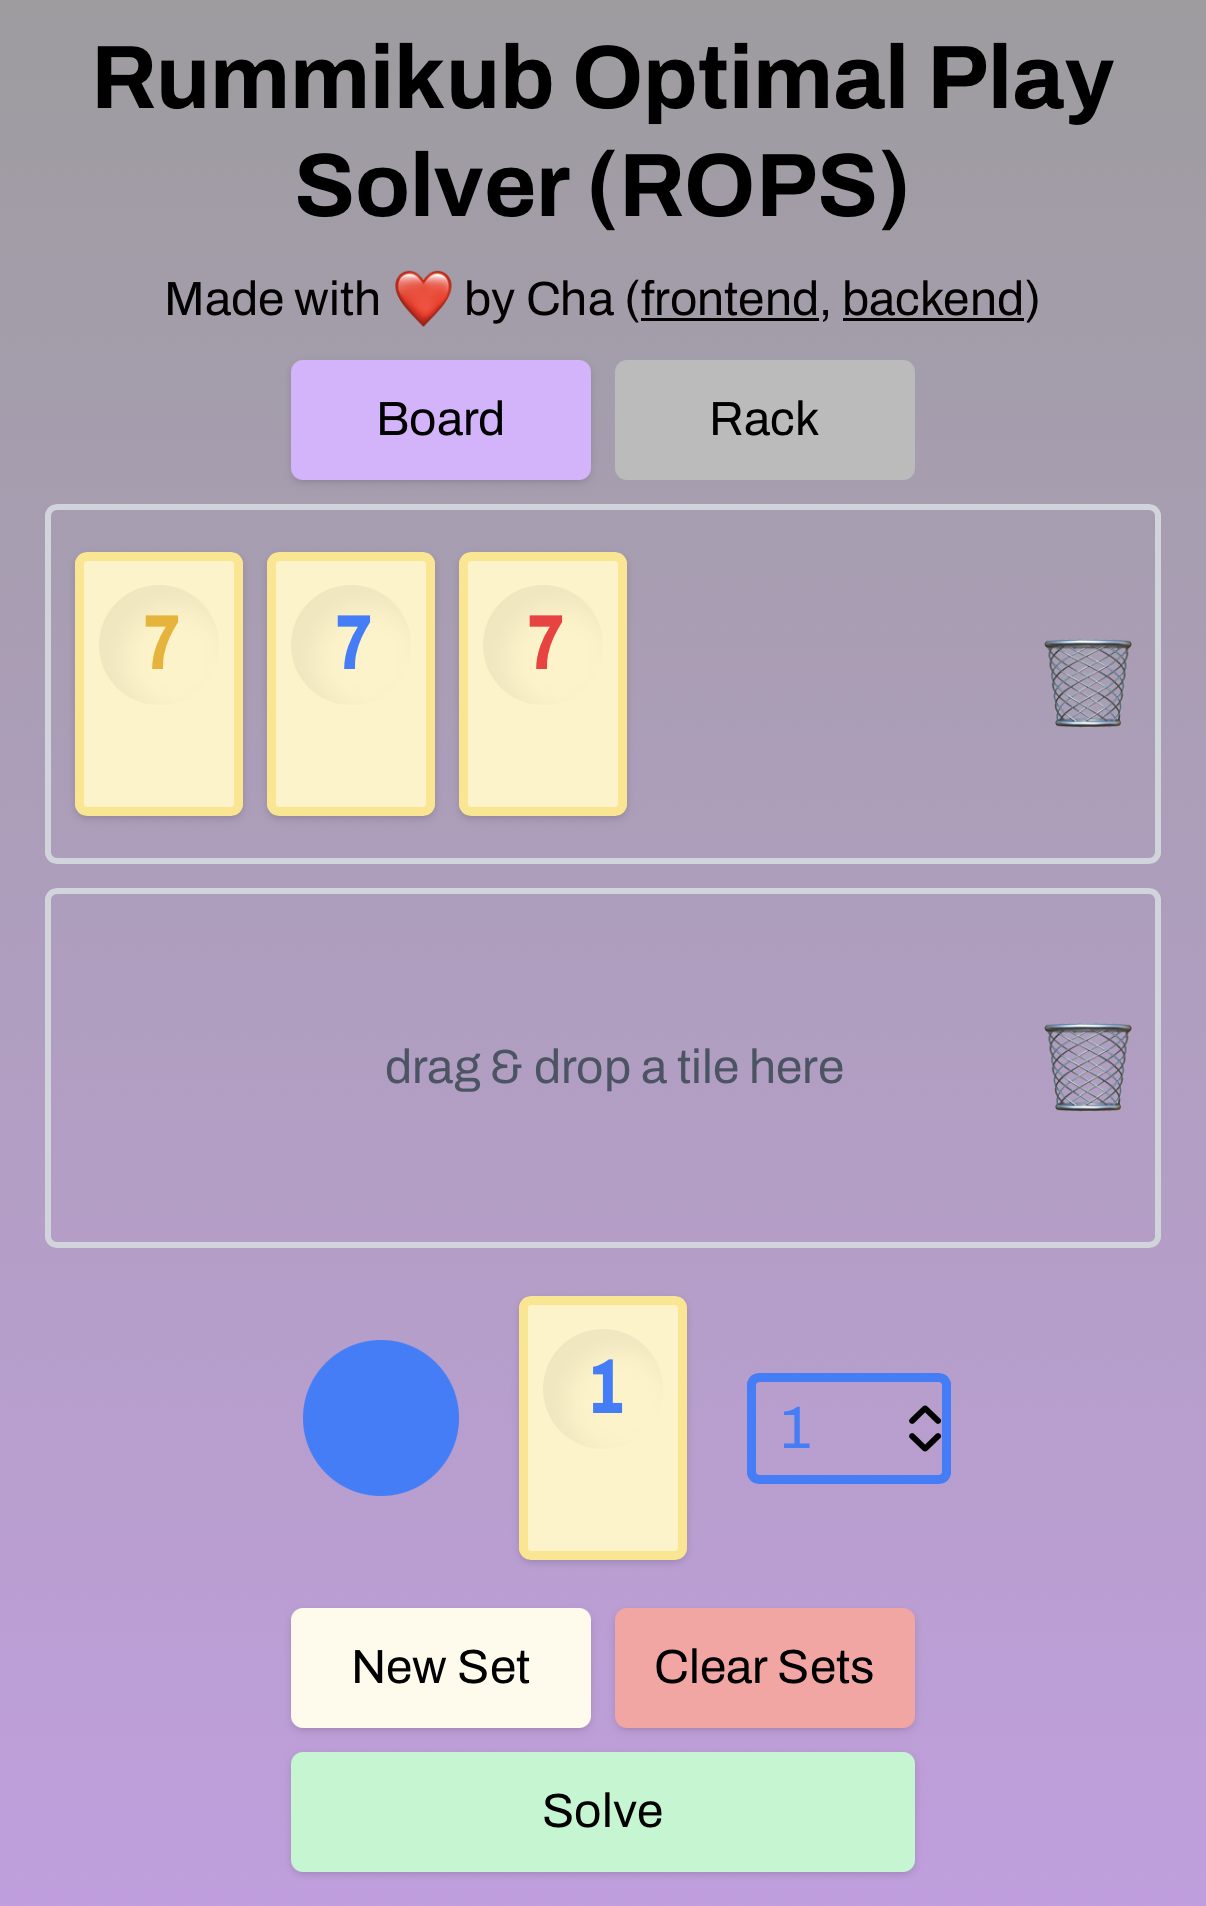 Rummikub Optimal Play
Solver (ROPS)
Made with ❤️ by Cha (frontend, backend)
Board Rack
7 7 7
drag & drop a tile here
1 1
New Set Clear Sets
Solve